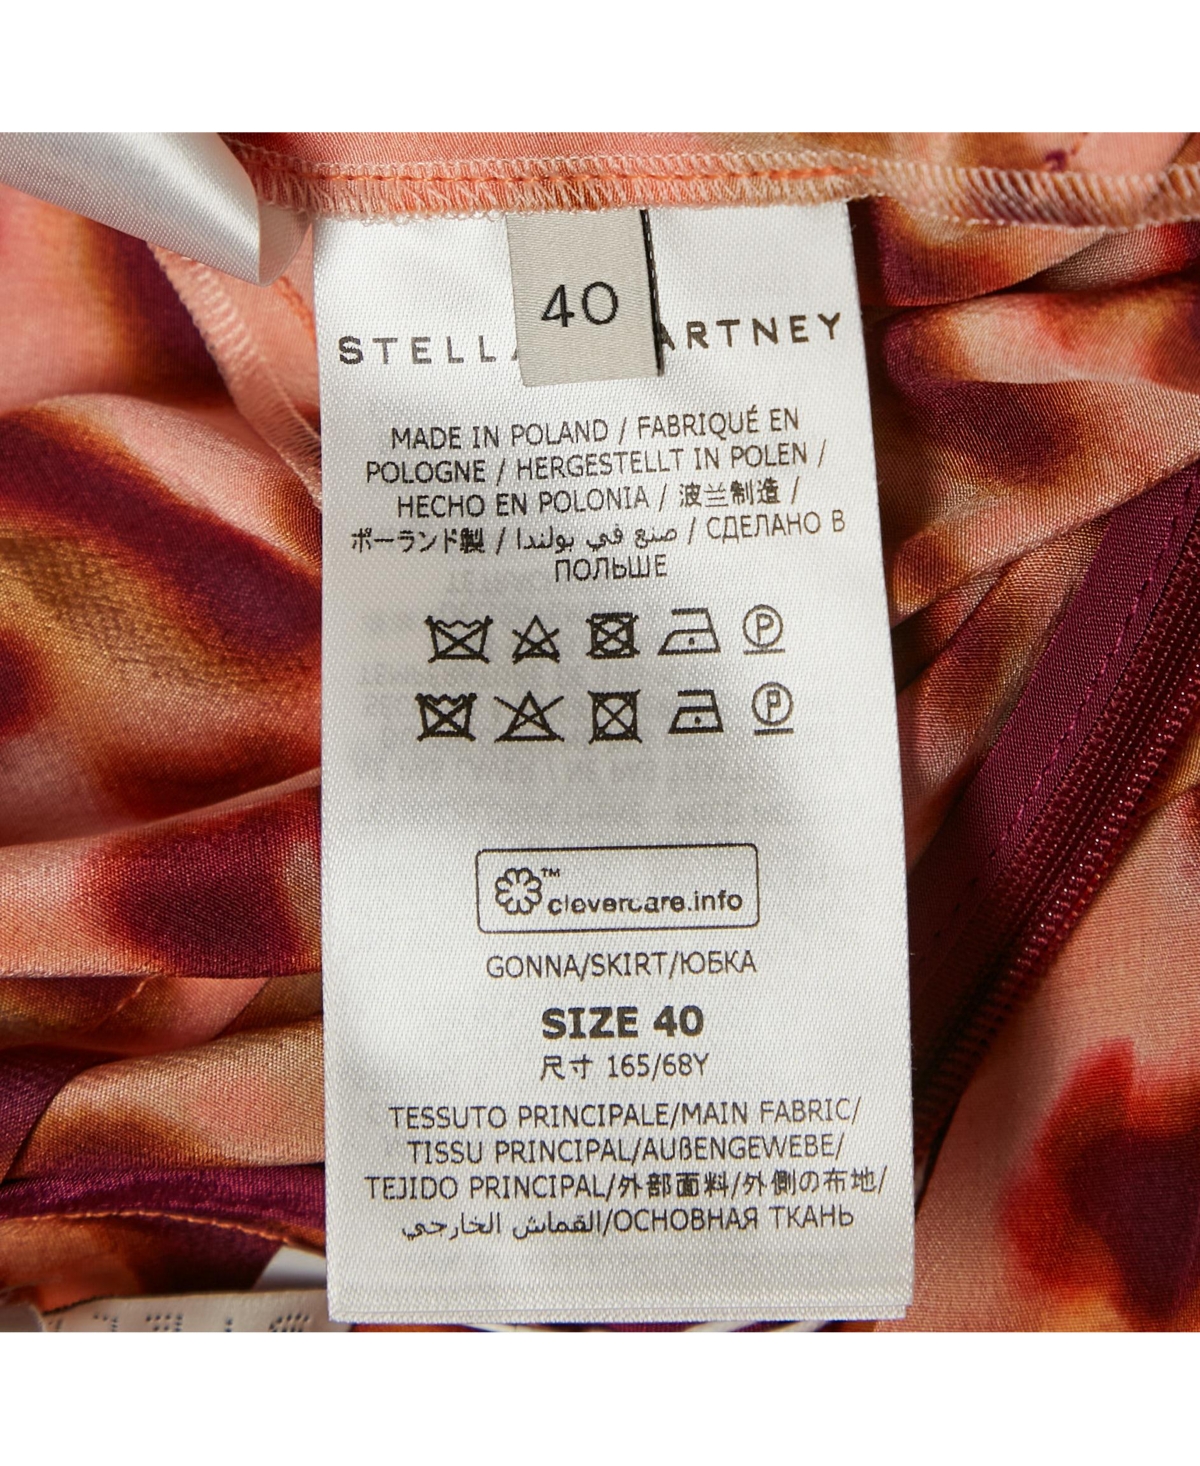 40
STELLA ARTNEY
MADE IN POLAND / FABRIQUÉ EN
POLOGNE / HERGESTELLT IN POLEN /
HECHO EN POLONIA / 波兰制造 /
ポーランド製 / صنع في بولندا / СДЕЛАНО В
ПОЛЬШЕ
P
P
™
clevercare.info
GONNA/SKIRT/ЮБКА
SIZE 40
尺寸 165/68Y
TESSUTO PRINCIPALE/MAIN FABRIC/
TISSU PRINCIPAL/AUßENGEWEBE/
TEJIDO PRINCIPAL/外部面料/外側の布地/
القماش الخارجي/ОСНОВНАЯ ТКАНЬ